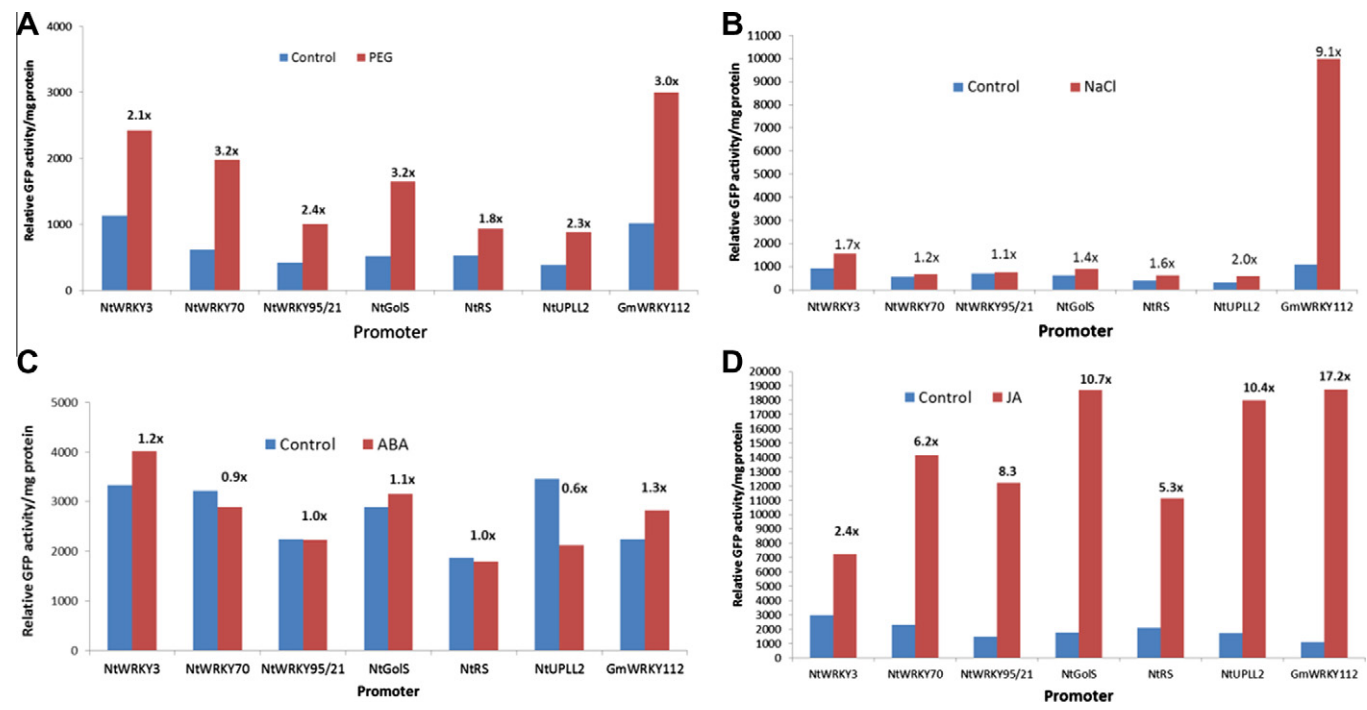 A
Relative GFP activity/mg protein
4000
3000
2000
1000
0
Control PEG
2.1x
3.2x
2.4x
3.2x
1.8x
2.3x
3.0x
NtWRKY3 NtWRKY70 NtWRKY95/21 NtGolS NtRS NtUPLL2 GmWRKY112
Promoter
B
Relative GFP activity/mg protein
11000
10000
9000
8000
7000
6000
5000
4000
3000
2000
1000
0
Control NaCl
1.7x
1.2x
1.1x
1.4x
1.6x
2.0x
9.1x
NtWRKY3 NtWRKY70 NtWRKY95/21 NtGolS NtRS NtUPLL2 GmWRKY112
Promoter
C
Relative GFP activity/mg protein
5000
4000
3000
2000
1000
0
Control ABA
1.2x
0.9x
1.0x
1.1x
1.0x
0.6x
1.3x
NtWRKY3 NtWRKY70 NtWRKY95/21 NtGolS NtRS NtUPLL2 GmWRKY112
Promoter
D
Relative GFP activity/mg protein
20000
19000
18000
17000
16000
15000
14000
13000
12000
11000
10000
9000
8000
7000
6000
5000
4000
3000
2000
1000
0
Control JA
2.4x
6.2x
8.3
10.7x
5.3x
10.4x
17.2x
NtWRKY3 NtWRKY70 NtWRKY95/21 NtGolS NtRS NtUPLL2 GmWRKY112
Promoter